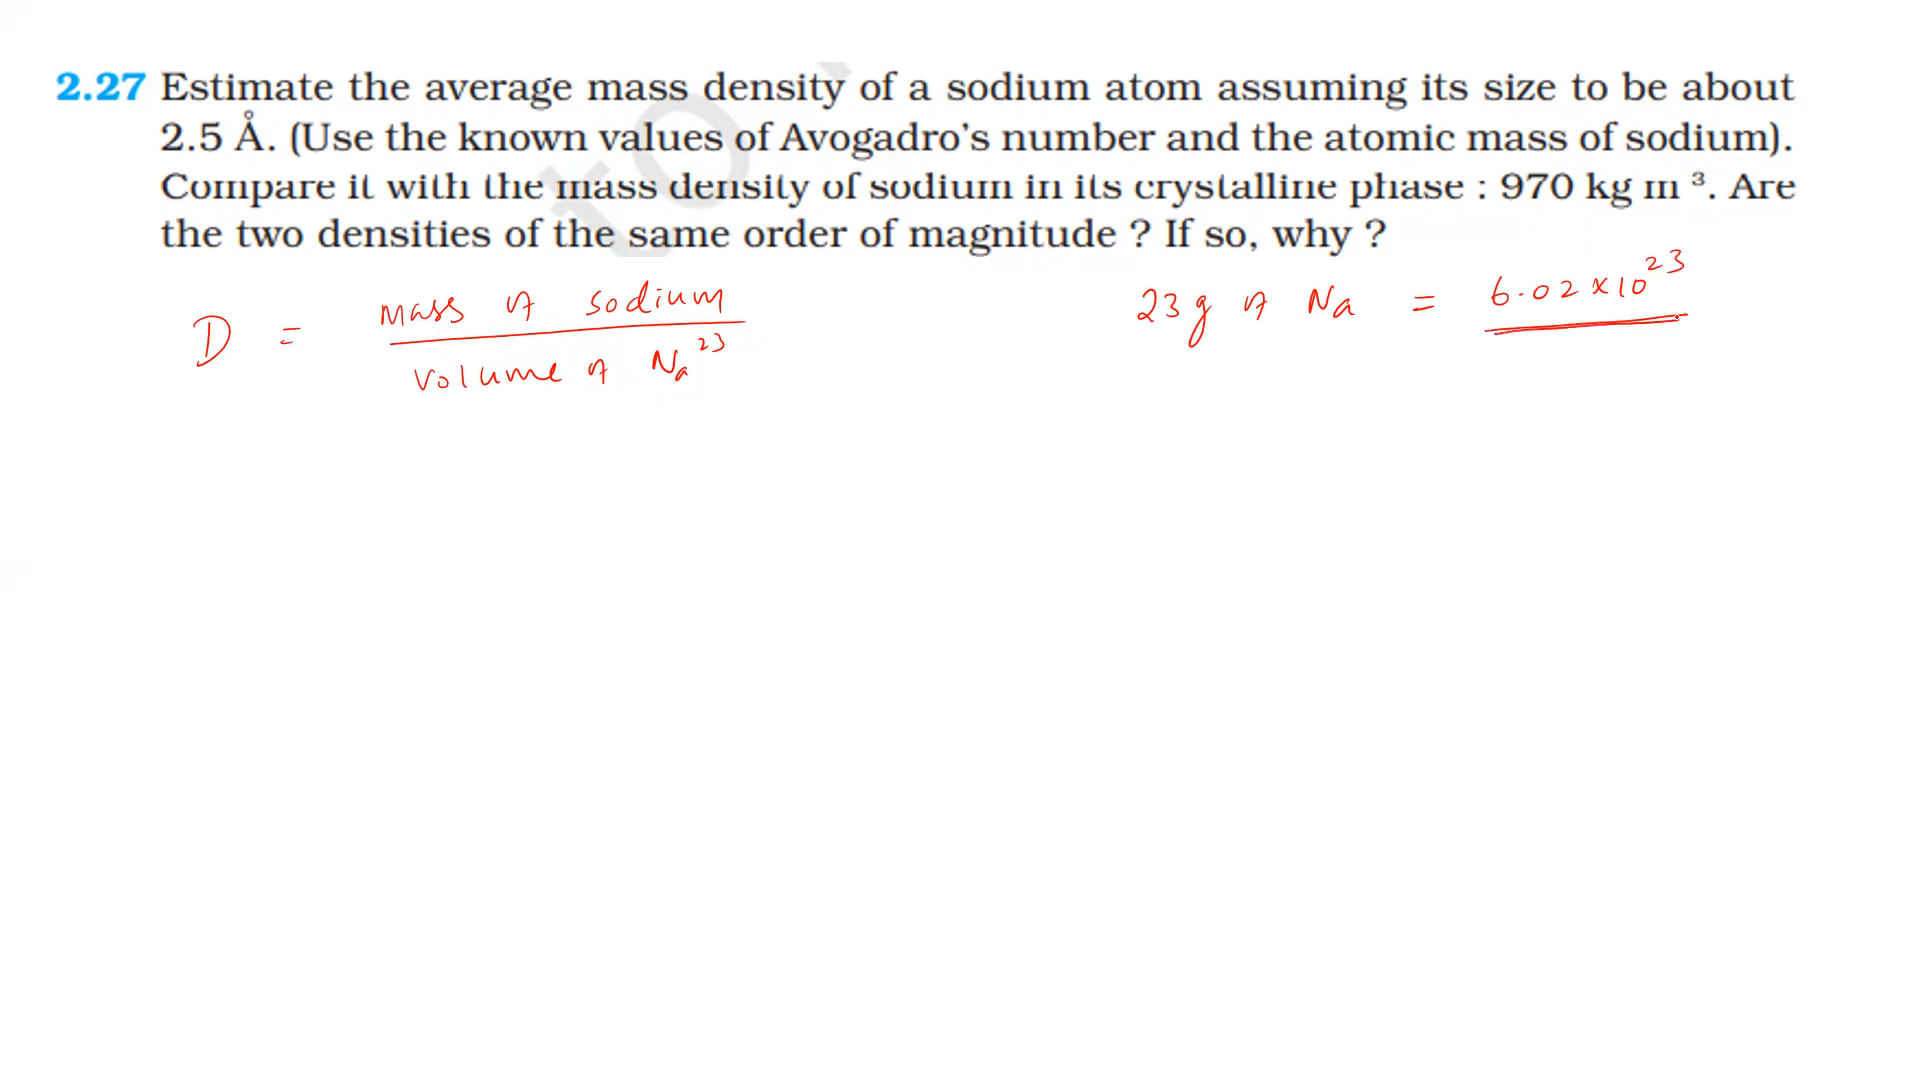 2.27 Estimate the average mass density of a sodium atom assuming its size to be about
2.5 Å. (Use the known values of Avogadro's number and the atomic mass of sodium).
Compare it with the mass density of sodium in its crystalline phase : 970 kg m ³. Are
the two densities of the same order of magnitude ? If so, why ?
D = mass of sodium / volume of Na²³
23 g of Na = 6.02 × 10²³
to